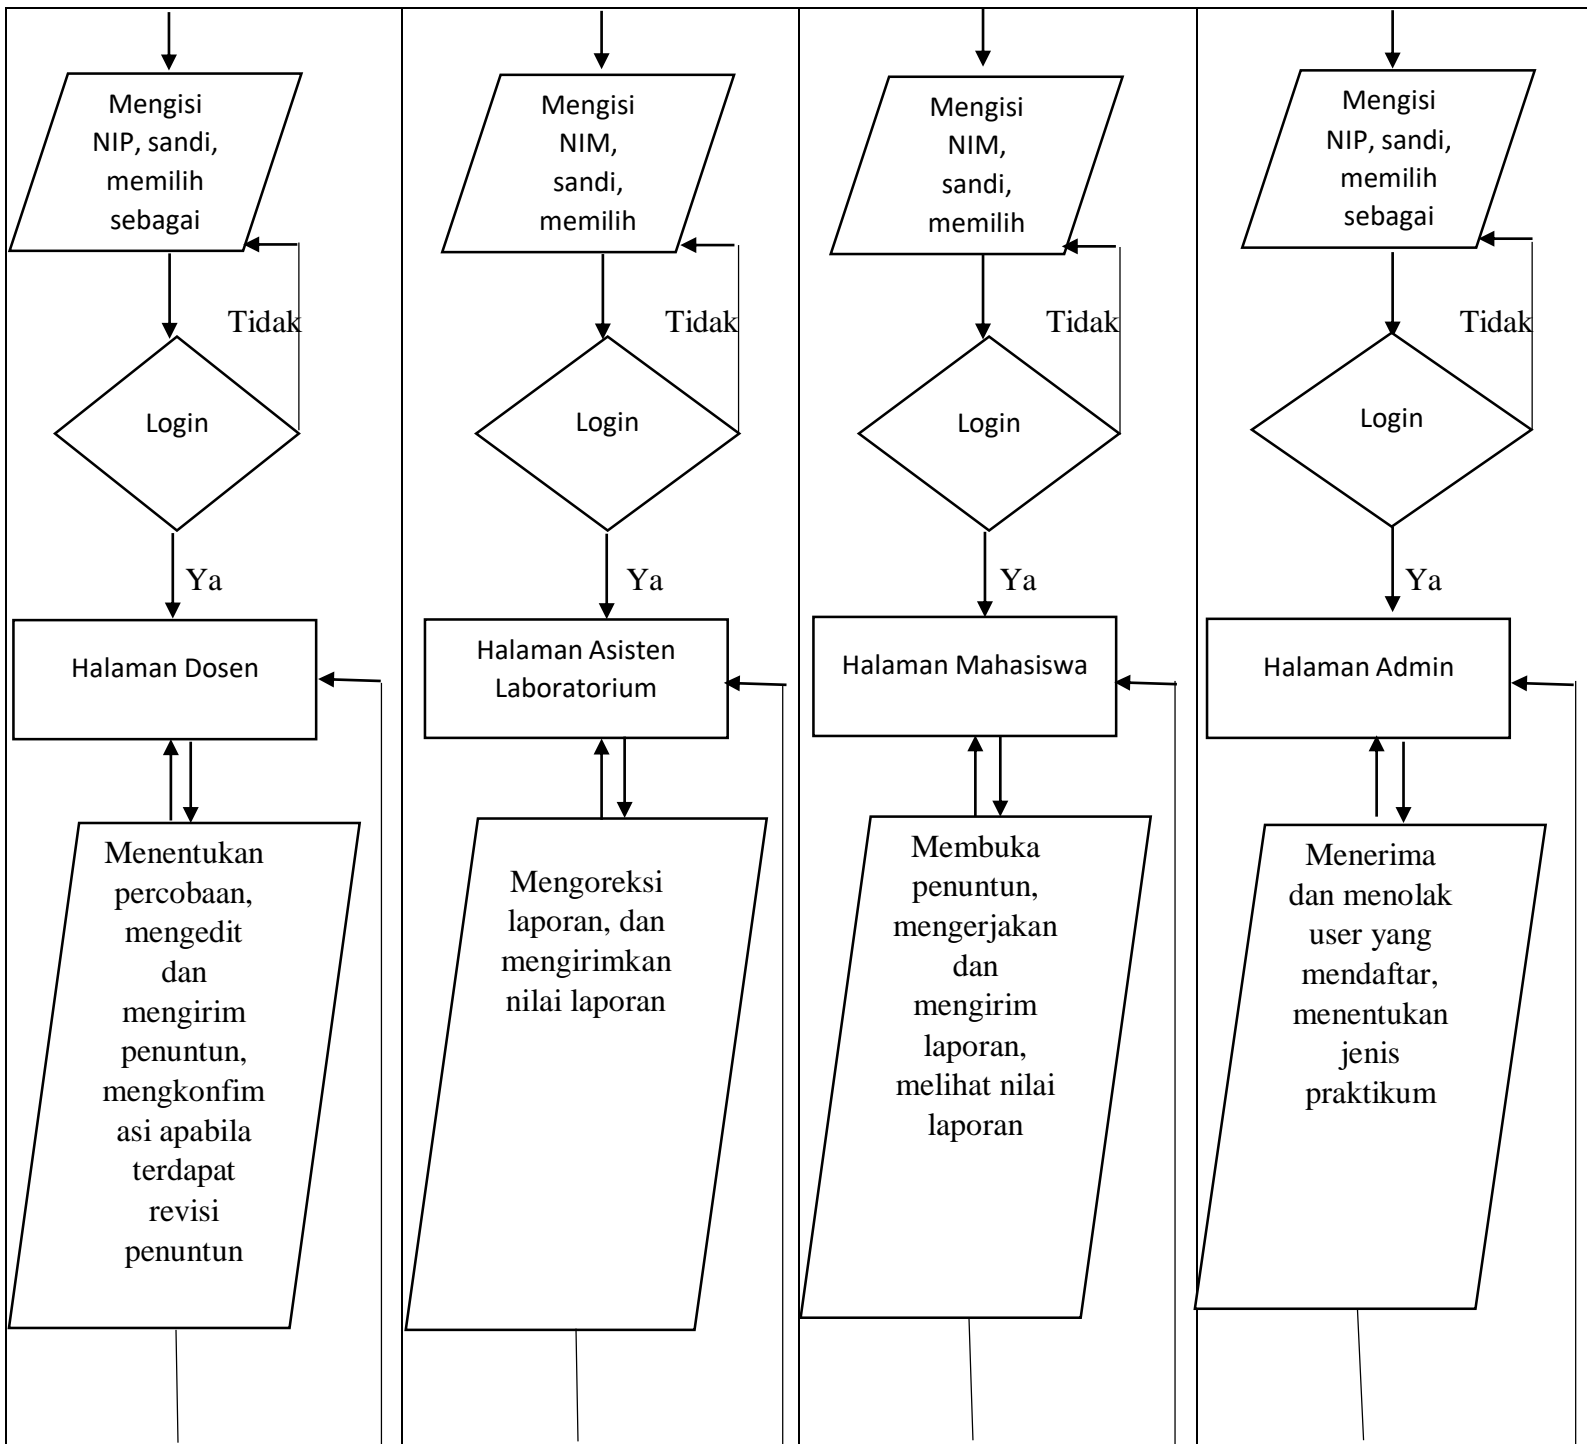 Mengisi
NIP, sandi,
memilih
sebagai
Tidak
Login
Ya
Halaman Dosen
Menentukan
percobaan,
mengedit
dan
mengirim
penuntun,
mengkonfim
asi apabila
terdapat
revisi
penuntun
Mengisi
NIM,
sandi,
memilih
Tidak
Login
Ya
Halaman Asisten
Laboratorium
Mengoreksi
laporan, dan
mengirimkan
nilai laporan
Mengisi
NIM,
sandi,
memilih
Tidak
Login
Ya
Halaman Mahasiswa
Membuka
penuntun,
mengerjakan
dan
mengirim
laporan,
melihat nilai
laporan
Mengisi
NIP, sandi,
memilih
sebagai
Tidak
Login
Ya
Halaman Admin
Menerima
dan menolak
user yang
mendaftar,
menentukan
jenis
praktikum